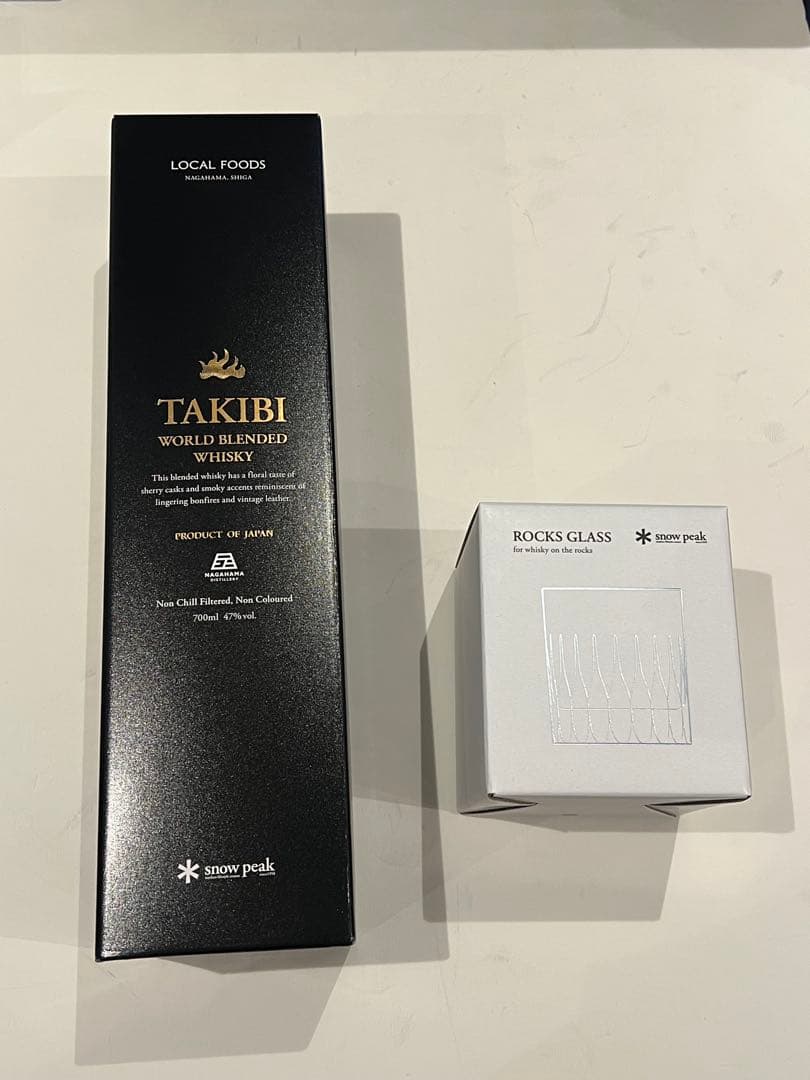 LOCAL FOODS
NAGAHAMA, SHIGA
TAKIBI
WORLD BLENDED
WHISKY
This blended whisky has a floral taste of
sherry casks and smoky accents reminiscent of
lingering bonfires and vintage leather.
PRODUCT OF JAPAN
NAGAHAMA
DISTILLERY
Non Chill Filtered, Non Coloured
700ml 47%vol.
snow peak
ROCKS GLASS
for whisky on the rocks
snow peak